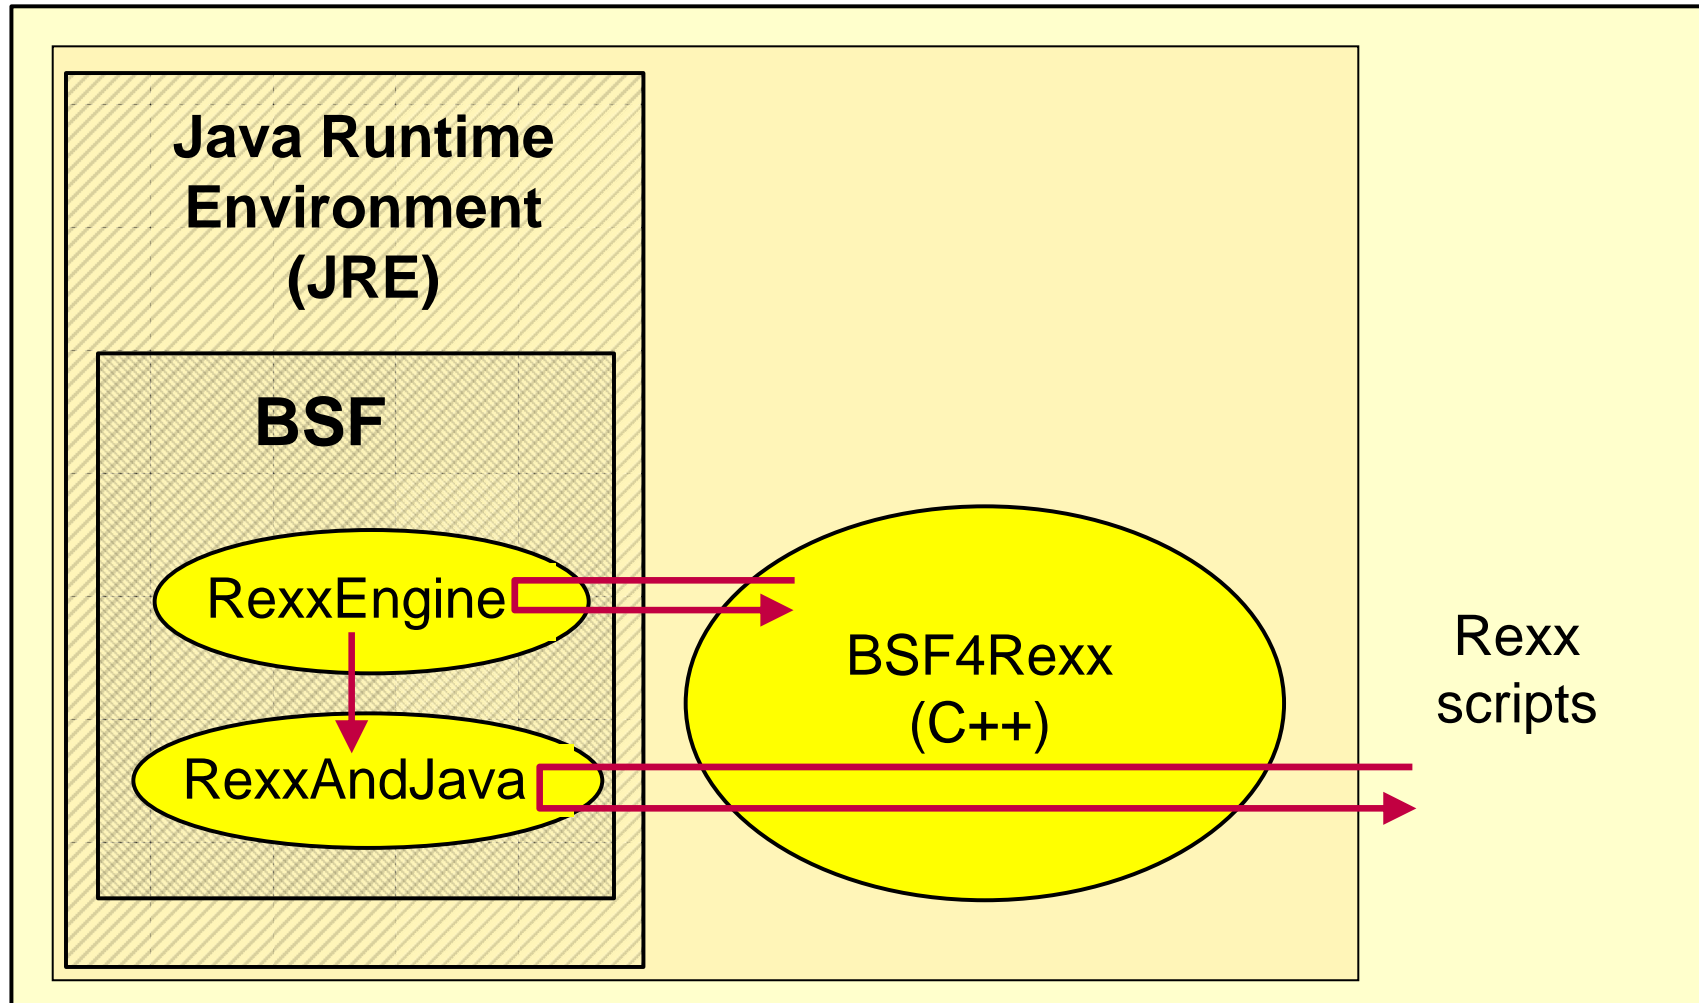 Java Runtime
Environment
(JRE)
BSF
RexxEngine
RexxAndJava
BSF4Rexx
(C++)
Rexx
scripts